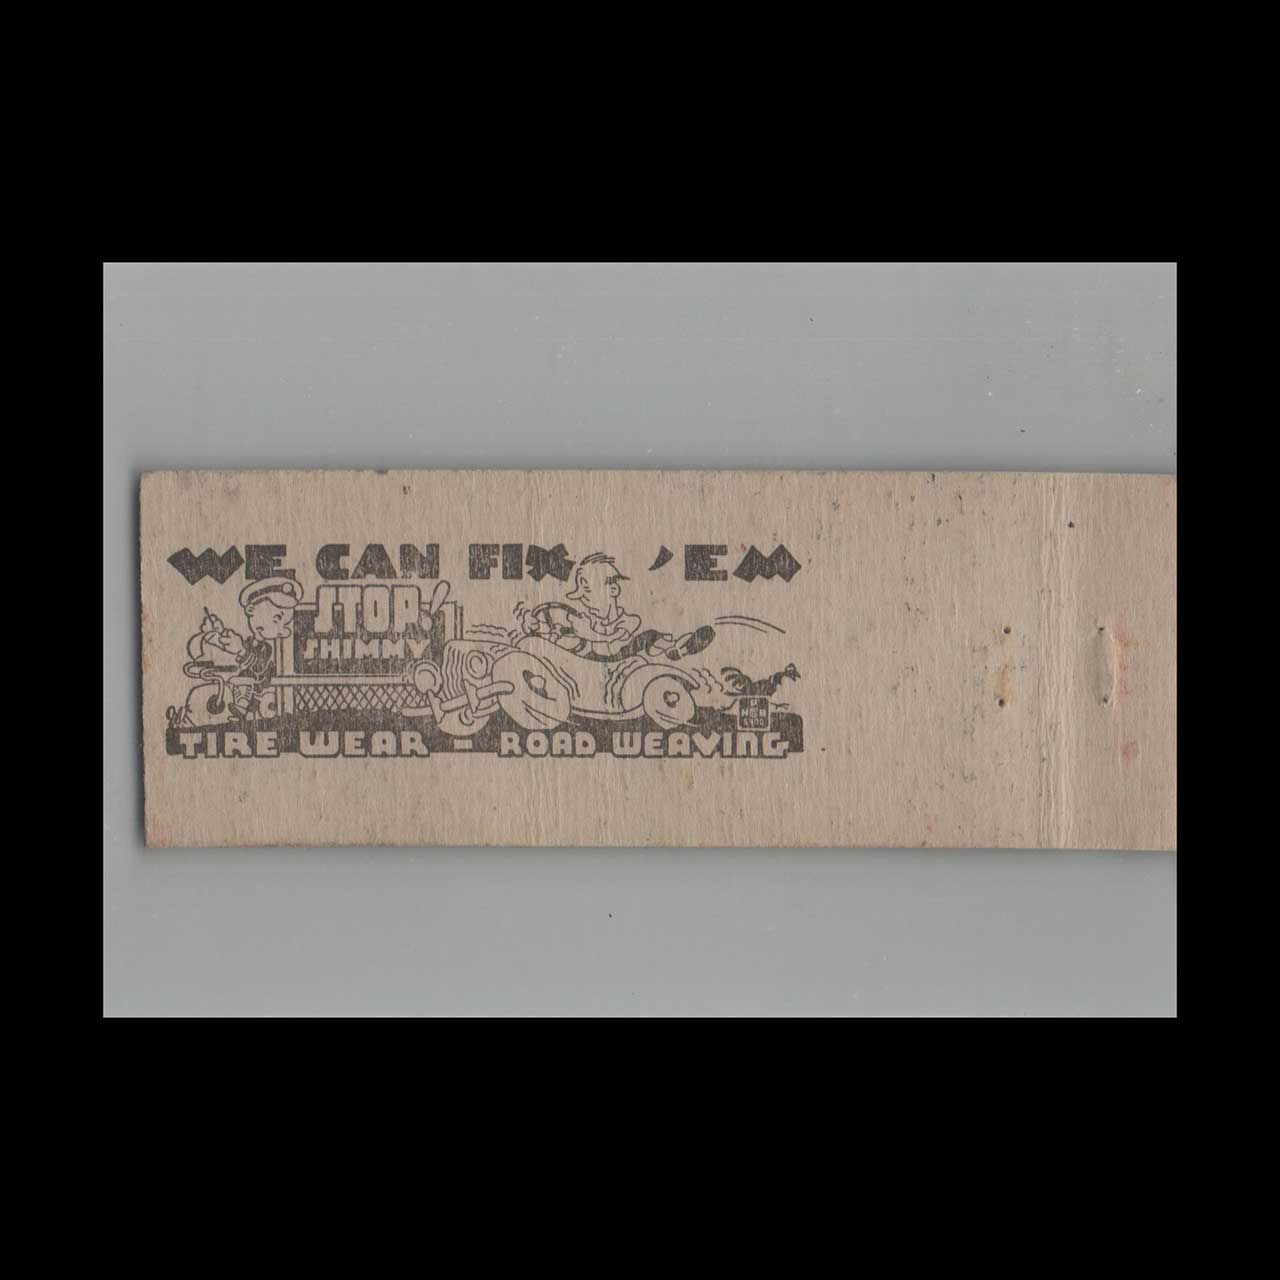 WE CAN FIX 'EM
STOP!
SHIMMY
TIRE WEAR - ROAD WEAVING